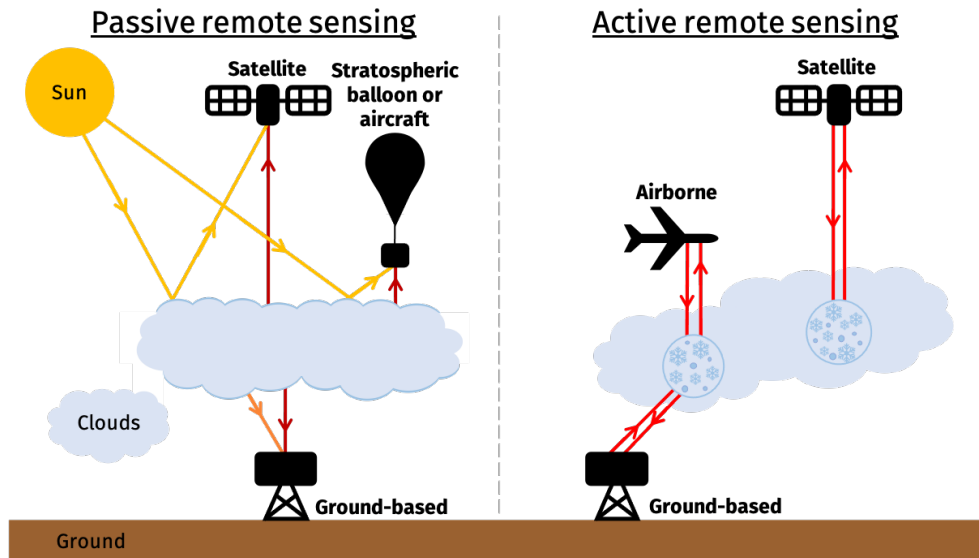 Passive remote sensing
Sun
Satellite
Stratospheric
balloon or
aircraft
Clouds
Ground-based
Ground
Active remote sensing
Satellite
Airborne
Ground-based